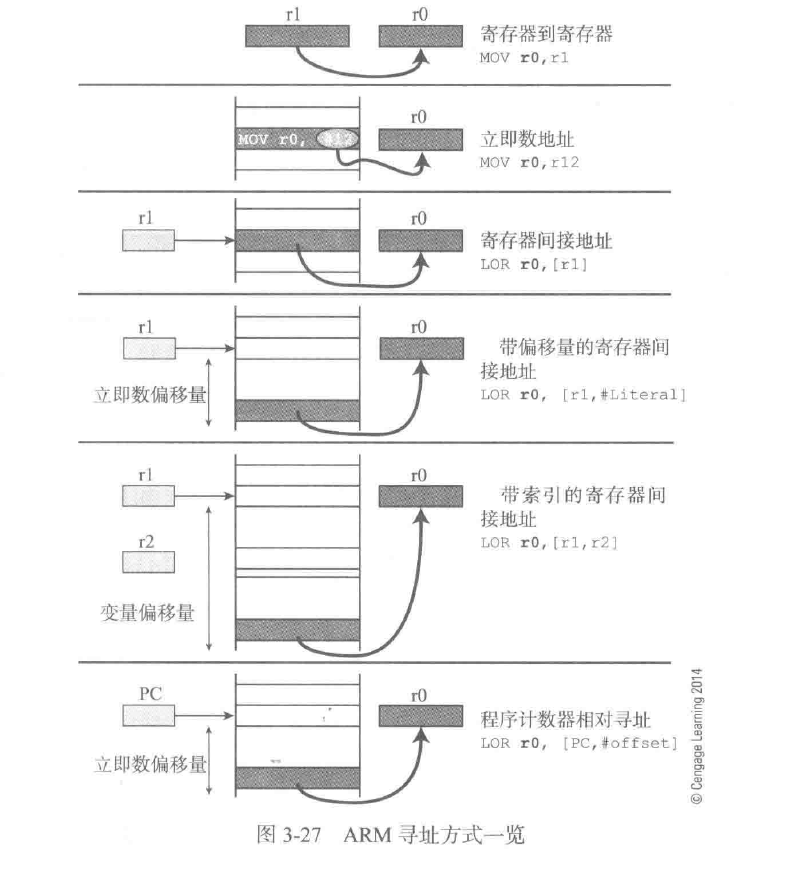 r1 r0
寄存器到寄存器
MOV r0,r1
MOV r0, #12
r0
立即数地址
MOV r0,r12
r1
r0
寄存器间接地址
LOR r0,[r1]
r1
r0
立即数偏移量
带偏移量的寄存器间
接地址
LOR r0, [r1,#Literal]
r1
r0
r2
变量偏移量
带索引的寄存器间
接地址
LOR r0,[r1,r2]
PC
r0
立即数偏移量
程序计数器相对寻址
LOR r0, [PC,#offset]
© Cengage Learning 2014
图 3-27 ARM 寻址方式一览